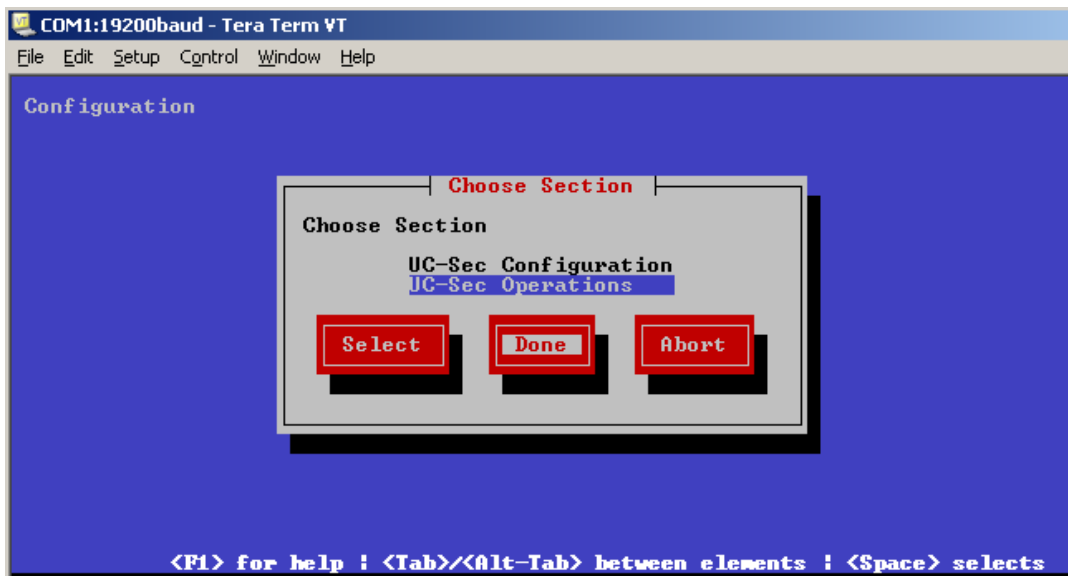 COM1:19200baud - Tera Term VT
File Edit Setup Control Window Help
Configuration
Choose Section
Choose Section
UC-Sec Configuration
UC-Sec Operations
Select Done Abort
<F1> for help | <Tab>/<Alt-Tab> between elements | <Space> selects